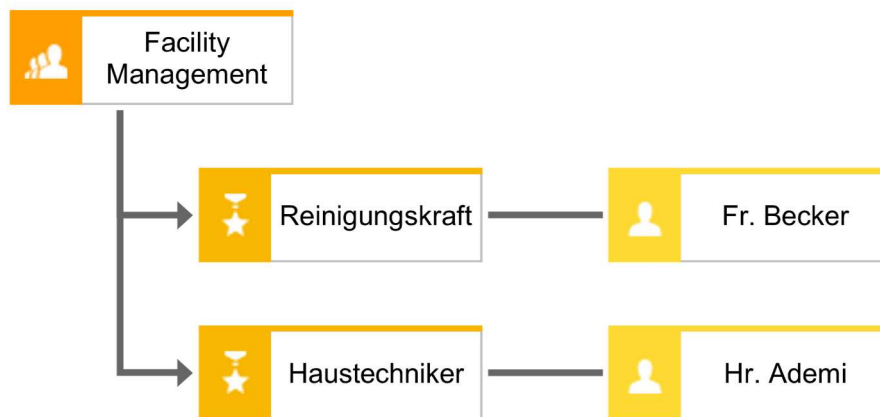 Facility
Management
Reinigungskraft
Fr. Becker
Haustechniker
Hr. Ademi